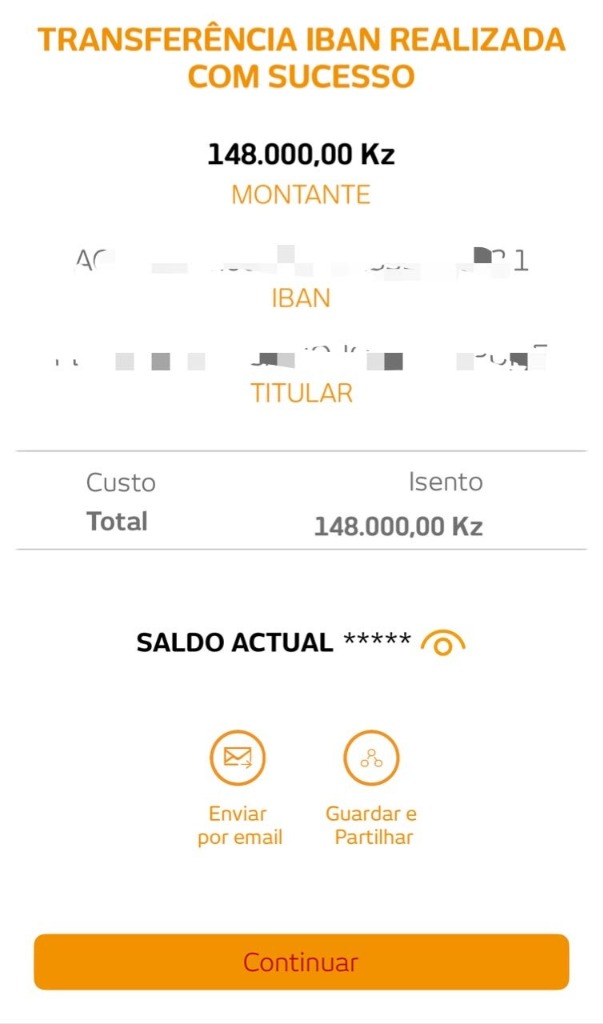 TRANSFERÊNCIA IBAN REALIZADA
COM SUCESSO
148.000,00 Kz
MONTANTE
IBAN
TITULAR
Custo Isento
Total 148.000,00 Kz
SALDO ACTUAL *****
Enviar
por email
Guardar e
Partilhar
Continuar